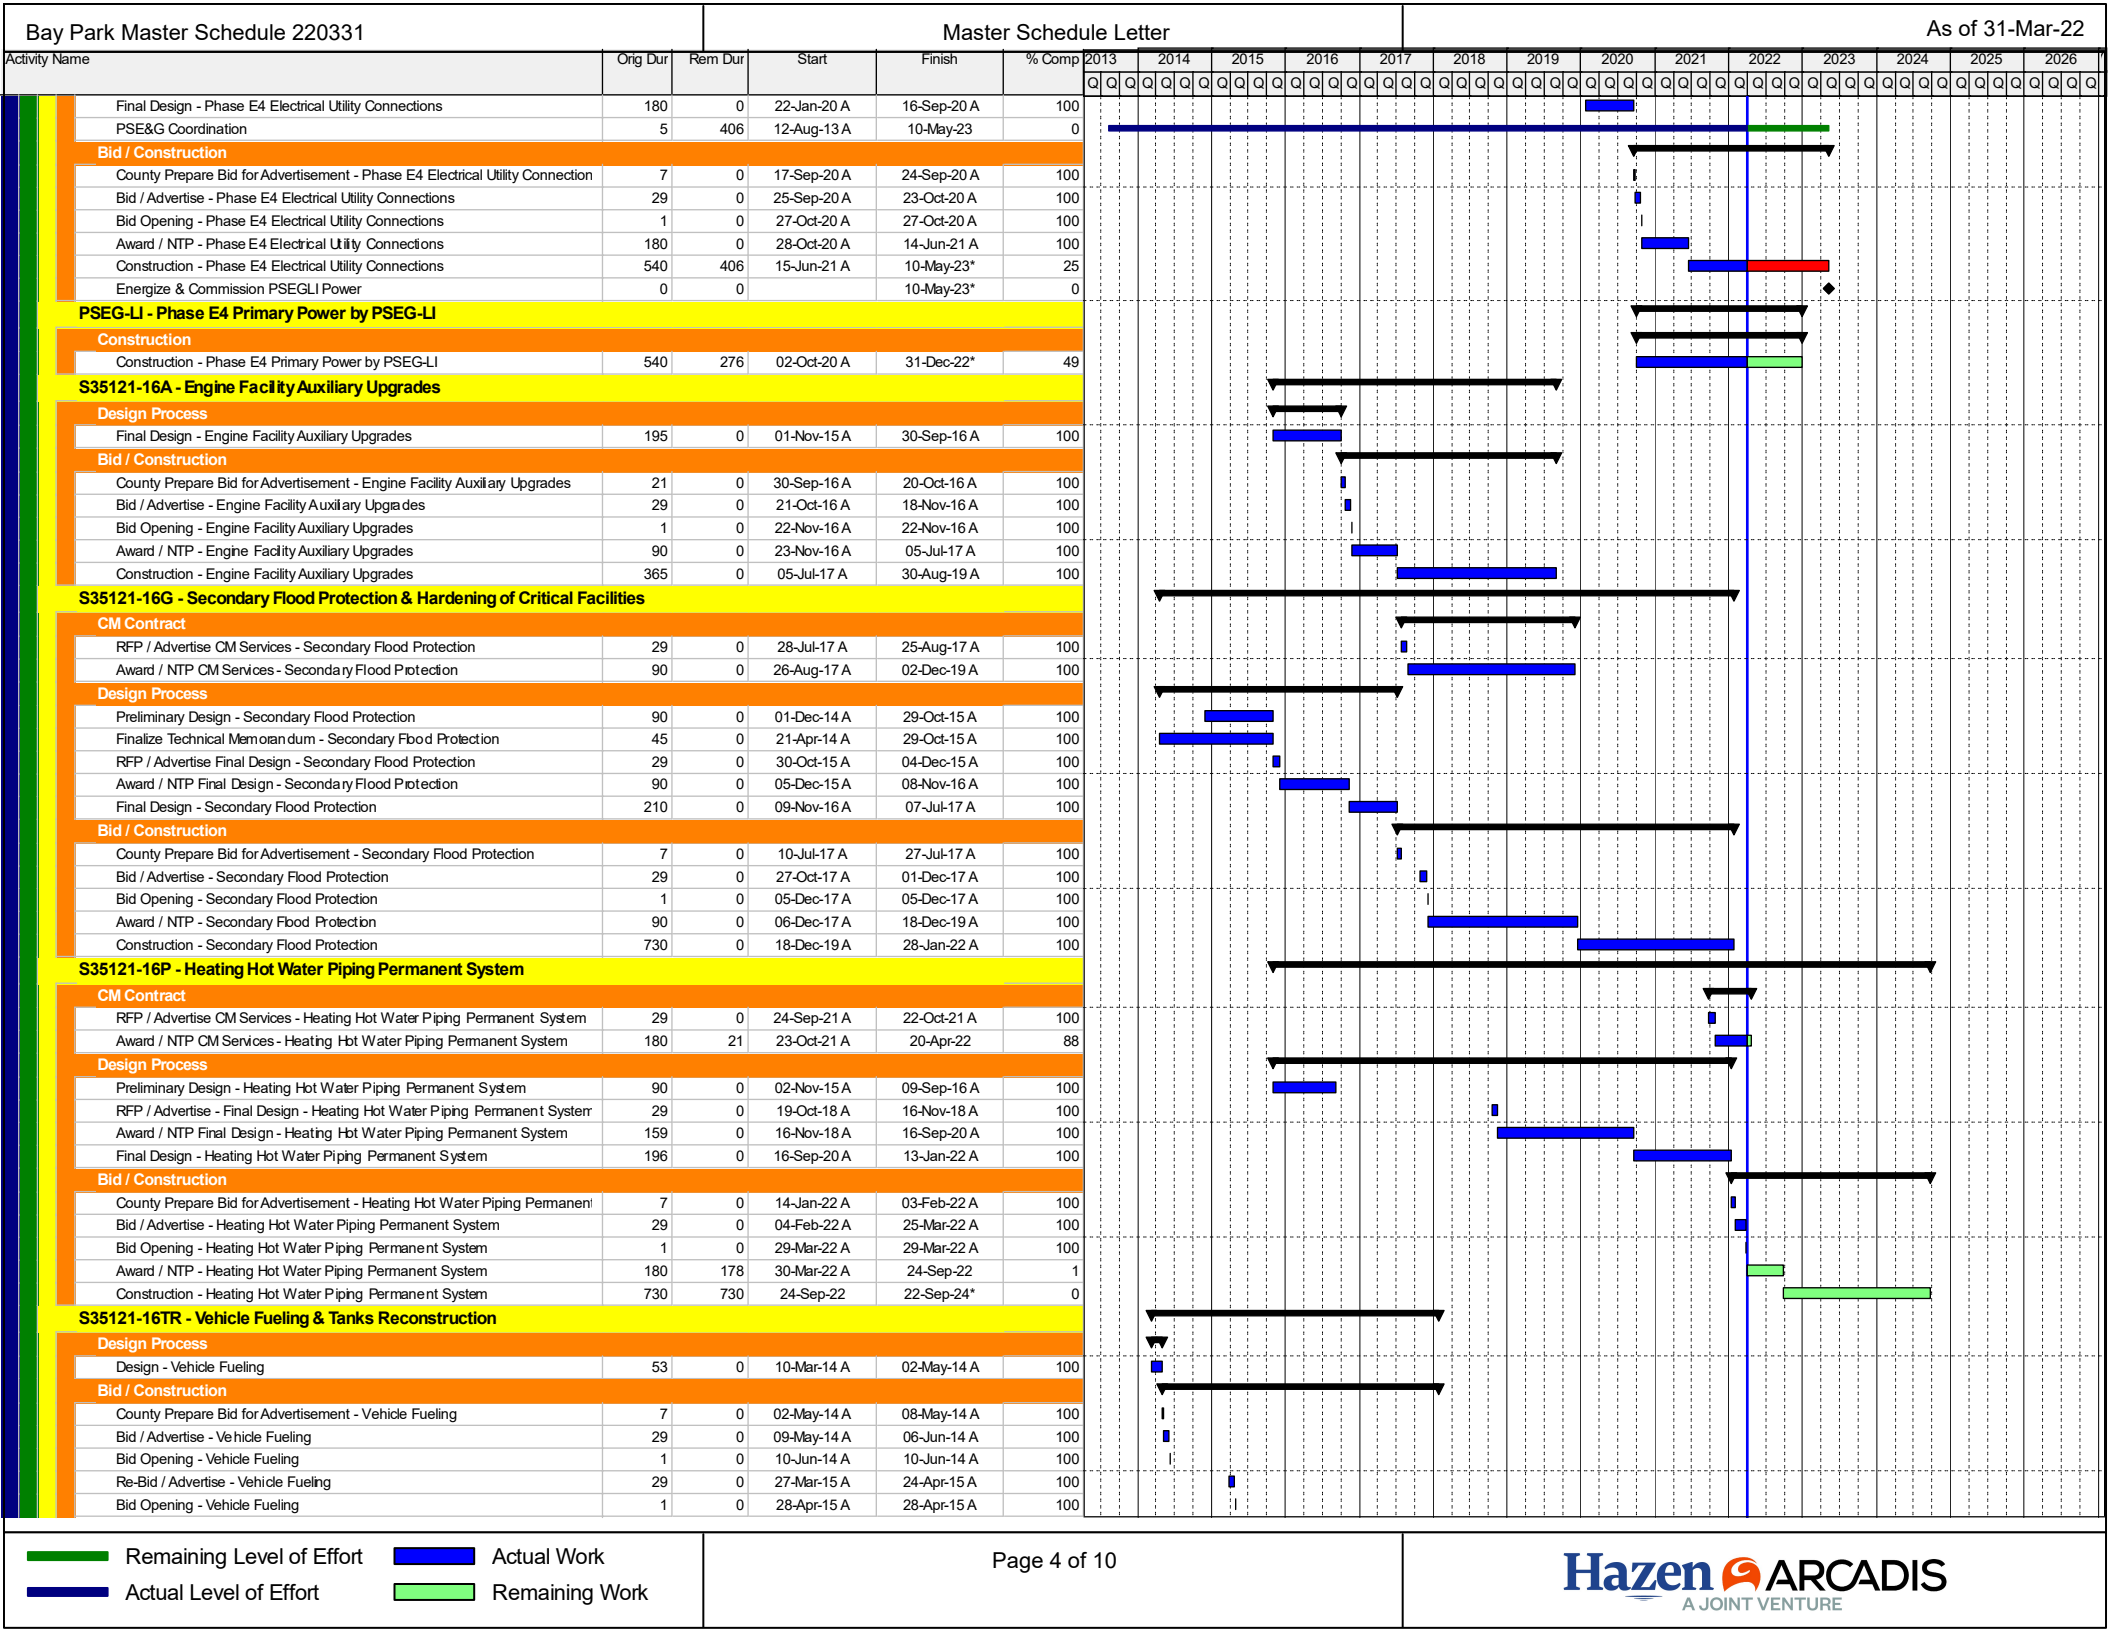 Bay Park Master Schedule 220331 Master Schedule Letter As of 31-Mar-22
Activity Name Orig Dur Rem Dur Start Finish % Comp 2013 2014 2015 2016 2017 2018 2019 2020 2021 2022 2023 2024 2025 2026
Q Q Q Q Q Q Q Q Q Q Q Q Q Q Q Q Q Q Q Q Q Q Q Q Q Q Q Q Q Q Q Q Q Q Q Q Q Q Q Q Q Q Q Q Q Q Q Q Q Q Q Q Q Q Q
Final Design - Phase E4 Electrical Utility Connections 180 0 22-Jan-20 A 16-Sep-20 A 100
PSE&G Coordination 5 406 12-Aug-13 A 10-May-23 0
Bid / Construction
County Prepare Bid for Advertisement - Phase E4 Electrical Utility Connection 7 0 17-Sep-20 A 24-Sep-20 A 100
Bid / Advertise - Phase E4 Electrical Utility Connections 29 0 25-Sep-20 A 23-Oct-20 A 100
Bid Opening - Phase E4 Electrical Utility Connections 1 0 27-Oct-20 A 27-Oct-20 A 100
Award / NTP - Phase E4 Electrical Utility Connections 180 0 28-Oct-20 A 14-Jun-21 A 100
Construction - Phase E4 Electrical Utility Connections 540 406 15-Jun-21 A 10-May-23* 25
Energize & Commission PSEGLI Power 0 0 10-May-23* 0
PSEG-LI - Phase E4 Primary Power by PSEG-LI
Construction
Construction - Phase E4 Primary Power by PSEG-LI 540 276 02-Oct-20 A 31-Dec-22* 49
S35121-16A - Engine Facility Auxiliary Upgrades
Design Process
Final Design - Engine Facility Auxiliary Upgrades 195 0 01-Nov-15 A 30-Sep-16 A 100
Bid / Construction
County Prepare Bid for Advertisement - Engine Facility Auxiliary Upgrades 21 0 30-Sep-16 A 20-Oct-16 A 100
Bid / Advertise - Engine Facility Auxiliary Upgrades 29 0 21-Oct-16 A 18-Nov-16 A 100
Bid Opening - Engine Facility Auxiliary Upgrades 1 0 22-Nov-16 A 22-Nov-16 A 100
Award / NTP - Engine Facility Auxiliary Upgrades 90 0 23-Nov-16 A 05-Jul-17 A 100
Construction - Engine Facility Auxiliary Upgrades 365 0 05-Jul-17 A 30-Aug-19 A 100
S35121-16G - Secondary Flood Protection & Hardening of Critical Facilities
CM Contract
RFP / Advertise CM Services - Secondary Flood Protection 29 0 28-Jul-17 A 25-Aug-17 A 100
Award / NTP CM Services - Secondary Flood Protection 90 0 26-Aug-17 A 02-Dec-19 A 100
Design Process
Preliminary Design - Secondary Flood Protection 90 0 01-Dec-14 A 29-Oct-15 A 100
Finalize Technical Memorandum - Secondary Flood Protection 45 0 21-Apr-14 A 29-Oct-15 A 100
RFP / Advertise Final Design - Secondary Flood Protection 29 0 30-Oct-15 A 04-Dec-15 A 100
Award / NTP Final Design - Secondary Flood Protection 90 0 05-Dec-15 A 08-Nov-16 A 100
Final Design - Secondary Flood Protection 210 0 09-Nov-16 A 07-Jul-17 A 100
Bid / Construction
County Prepare Bid for Advertisement - Secondary Flood Protection 7 0 10-Jul-17 A 27-Jul-17 A 100
Bid / Advertise - Secondary Flood Protection 29 0 27-Oct-17 A 01-Dec-17 A 100
Bid Opening - Secondary Flood Protection 1 0 05-Dec-17 A 05-Dec-17 A 100
Award / NTP - Secondary Flood Protection 90 0 06-Dec-17 A 18-Dec-19 A 100
Construction - Secondary Flood Protection 730 0 18-Dec-19 A 28-Jan-22 A 100
S35121-16P - Heating Hot Water Piping Permanent System
CM Contract
RFP / Advertise CM Services - Heating Hot Water Piping Permanent System 29 0 24-Sep-21 A 22-Oct-21 A 100
Award / NTP CM Services - Heating Hot Water Piping Permanent System 180 21 23-Oct-21 A 20-Apr-22 88
Design Process
Preliminary Design - Heating Hot Water Piping Permanent System 90 0 02-Nov-15 A 09-Sep-16 A 100
RFP / Advertise - Final Design - Heating Hot Water Piping Permanent System 29 0 19-Oct-18 A 16-Nov-18 A 100
Award / NTP Final Design - Heating Hot Water Piping Permanent System 159 0 16-Nov-18 A 16-Sep-20 A 100
Final Design - Heating Hot Water Piping Permanent System 196 0 16-Sep-20 A 13-Jan-22 A 100
Bid / Construction
County Prepare Bid for Advertisement - Heating Hot Water Piping Permanent 7 0 14-Jan-22 A 03-Feb-22 A 100
Bid / Advertise - Heating Hot Water Piping Permanent System 29 0 04-Feb-22 A 25-Mar-22 A 100
Bid Opening - Heating Hot Water Piping Permanent System 1 0 29-Mar-22 A 29-Mar-22 A 100
Award / NTP - Heating Hot Water Piping Permanent System 180 178 30-Mar-22 A 24-Sep-22 1
Construction - Heating Hot Water Piping Permanent System 730 730 24-Sep-22 22-Sep-24* 0
S35121-16TR - Vehicle Fueling & Tanks Reconstruction
Design Process
Design - Vehicle Fueling 53 0 10-Mar-14 A 02-May-14 A 100
Bid / Construction
County Prepare Bid for Advertisement - Vehicle Fueling 7 0 02-May-14 A 08-May-14 A 100
Bid / Advertise - Vehicle Fueling 29 0 09-May-14 A 06-Jun-14 A 100
Bid Opening - Vehicle Fueling 1 0 10-Jun-14 A 10-Jun-14 A 100
Re-Bid / Advertise - Vehicle Fueling 29 0 27-Mar-15 A 24-Apr-15 A 100
Bid Opening - Vehicle Fueling 1 0 28-Apr-15 A 28-Apr-15 A 100
Remaining Level of Effort Actual Work Page 4 of 10 Hazen ARCADIS
Actual Level of Effort Remaining Work A JOINT VENTURE